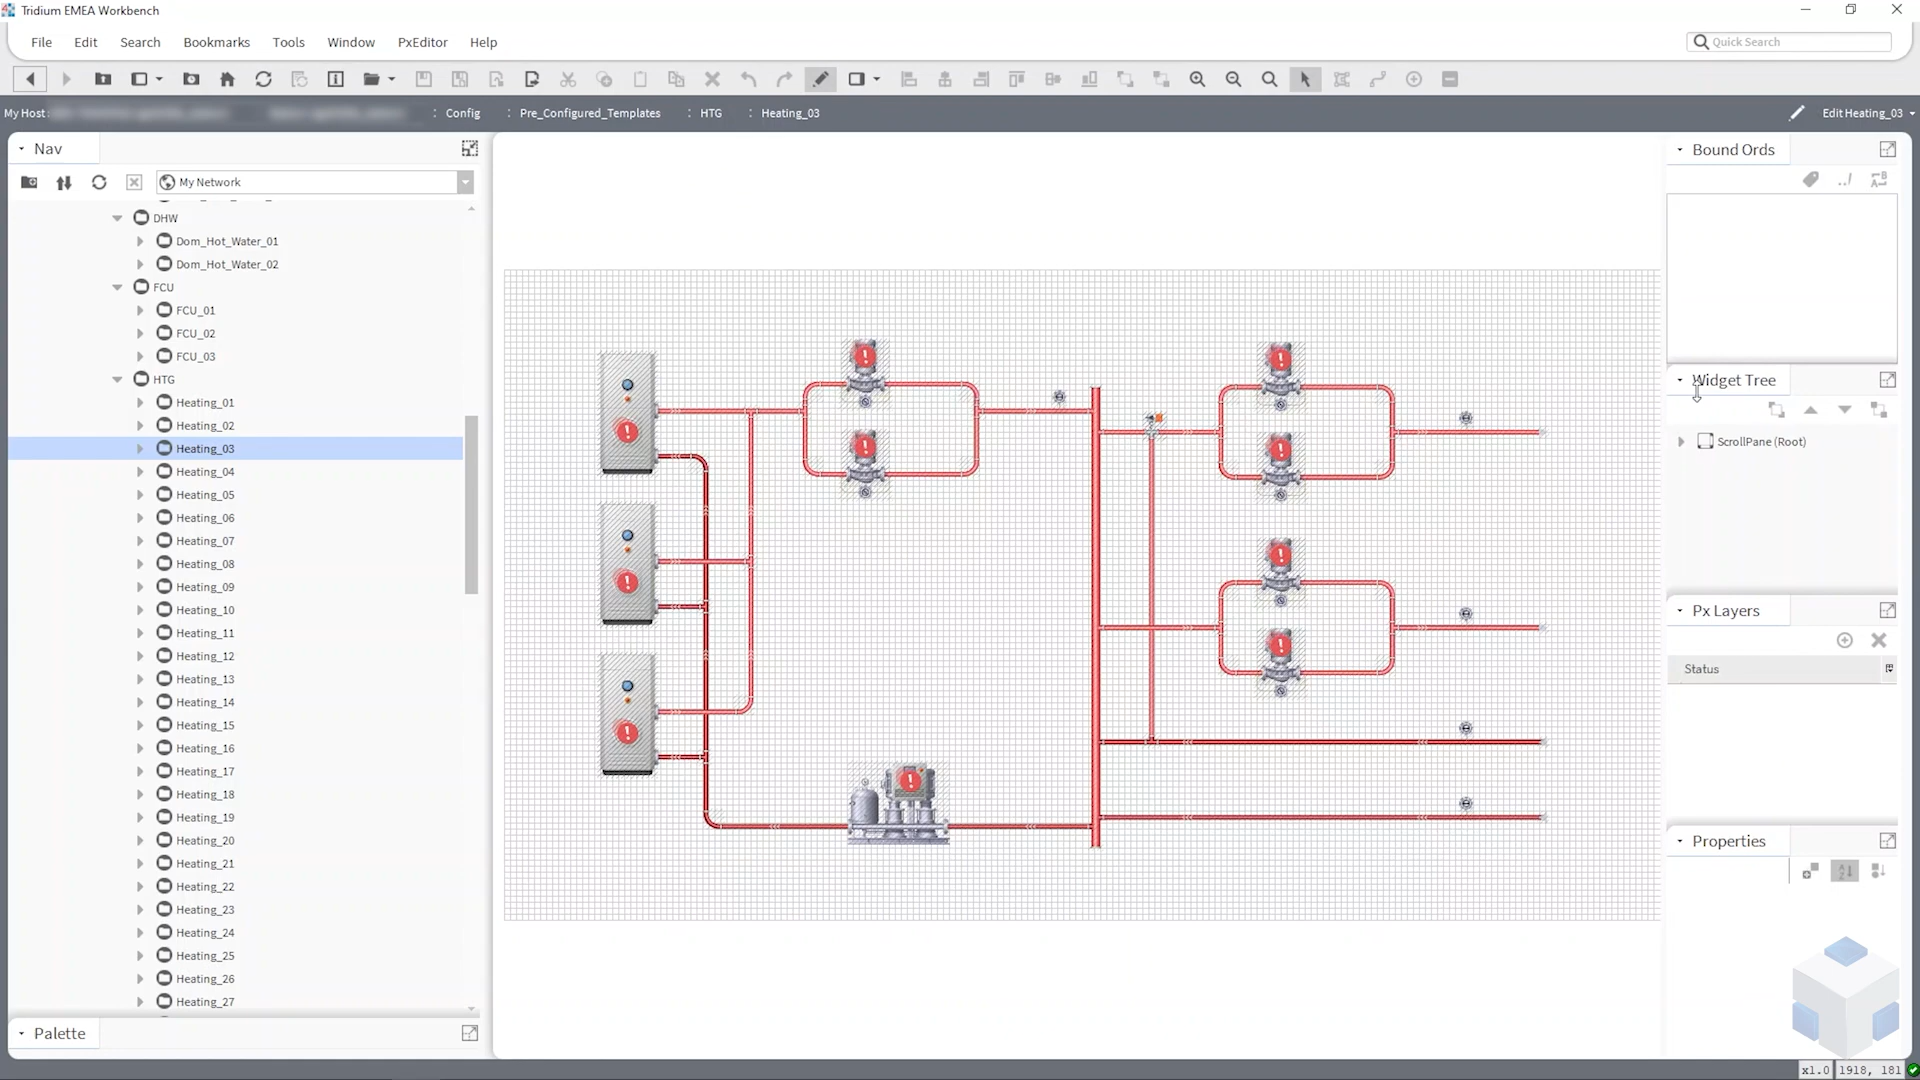 Tridium EMEA Workbench
File Edit Search Bookmarks Tools Window PxEditor Help
Quick Search
My Host : : Config : Pre_Configured_Templates : HTG : Heating_03
Edit Heating_03
Nav
My Network
DHW
Dom_Hot_Water_01
Dom_Hot_Water_02
FCU
FCU_01
FCU_02
FCU_03
HTG
Heating_01
Heating_02
Heating_03
Heating_04
Heating_05
Heating_06
Heating_07
Heating_08
Heating_09
Heating_10
Heating_11
Heating_12
Heating_13
Heating_14
Heating_15
Heating_16
Heating_17
Heating_18
Heating_19
Heating_20
Heating_21
Heating_22
Heating_23
Heating_24
Heating_25
Heating_26
Heating_27
Palette
Bound Ords
Widget Tree
ScrollPane (Root)
Px Layers
Status
Properties
x1.0 1918, 181